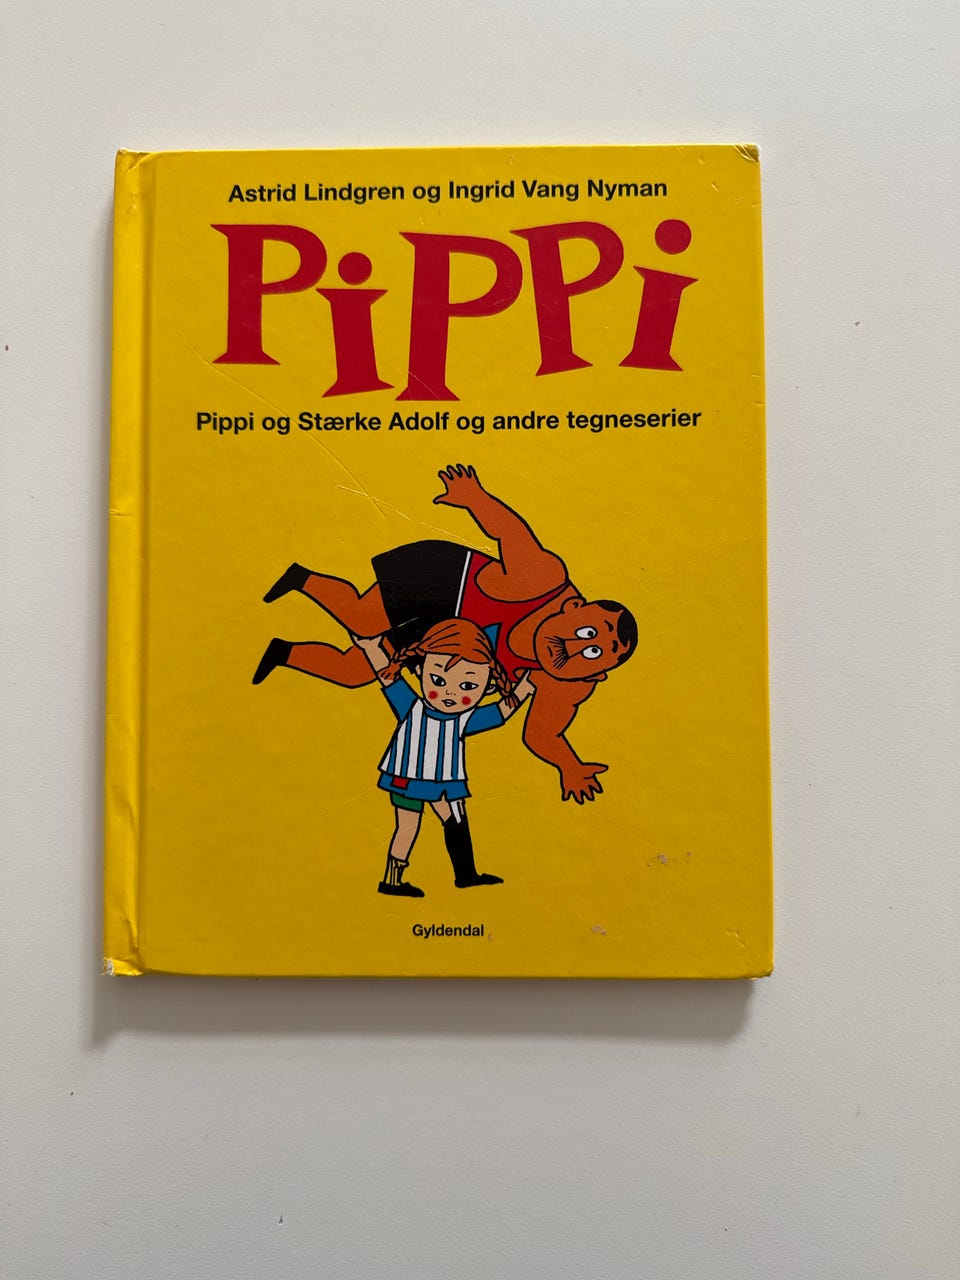 Astrid Lindgren og Ingrid Vang Nyman
PiPPi
Pippi og Stærke Adolf og andre tegneserier
Gyldendal